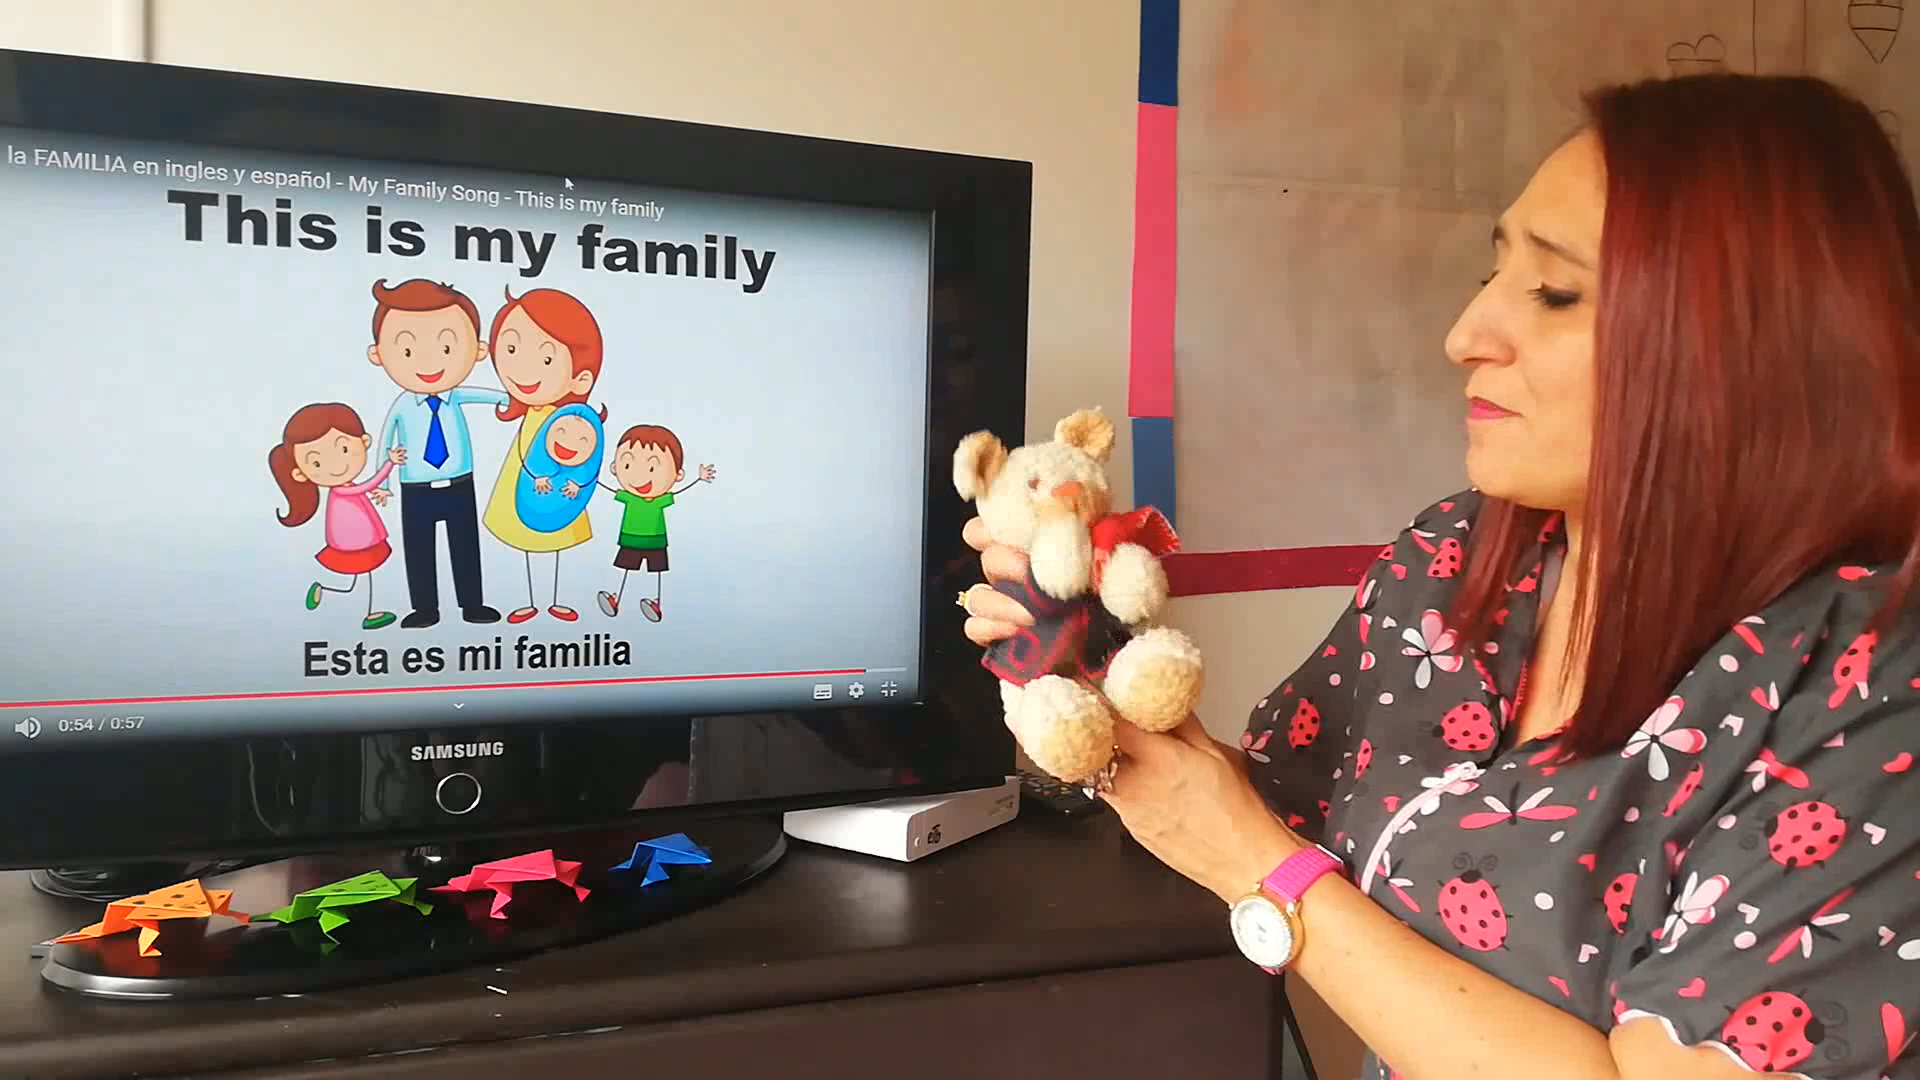 la FAMILIA en ingles y español - My Family Song - This is my family
This is my family
Esta es mi familia
0:54 / 0:57
SAMSUNG
etb